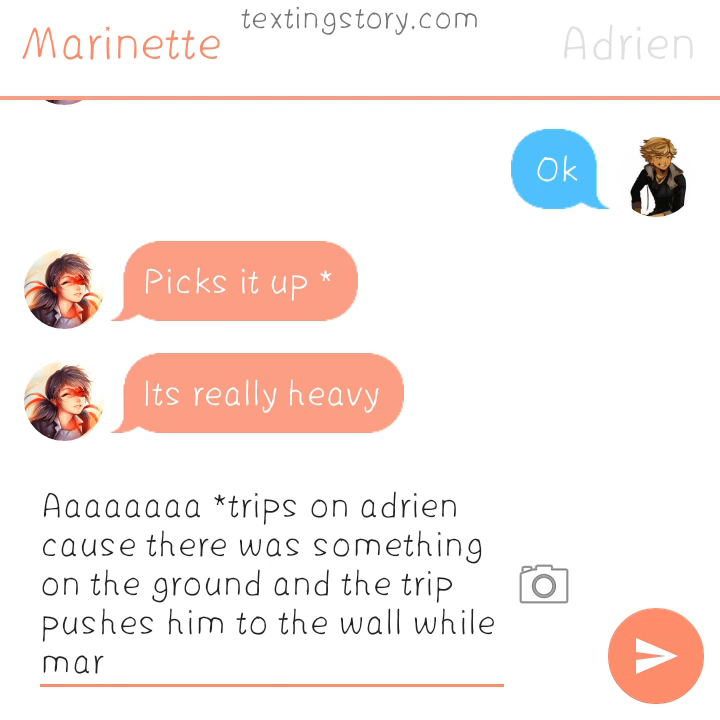 textingstory.com
Marinette
Adrien
Ok
Picks it up *
Its really heavy
Aaaaaaaa *trips on adrien
cause there was something
on the ground and the trip
pushes him to the wall while
mar